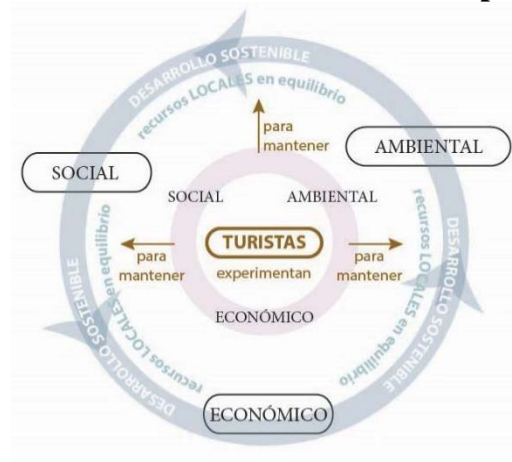 DESARROLLO SOSTENIBLE
recursos LOCALES en equilibrio
para
mantener
AMBIENTAL
SOCIAL
SOCIAL
AMBIENTAL
TURISTAS
experimentan
para
mantener
para
mantener
ECONÓMICO
recursos LOCALES en equilibrio
DESARROLLO SOSTENIBLE
recursos LOCALES en equilibrio
DESARROLLO SOSTENIBLE
ECONÓMICO